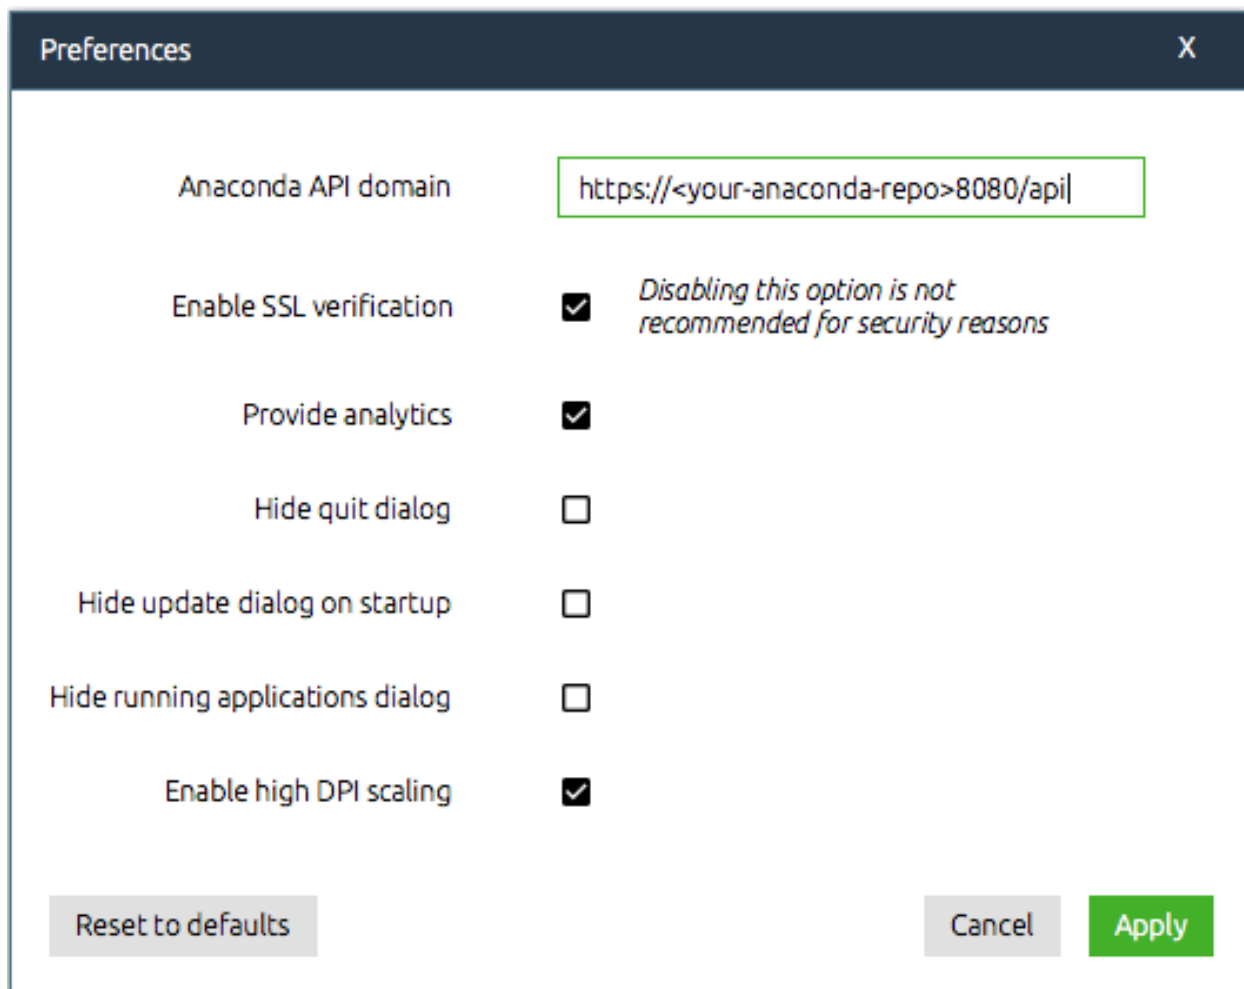 Preferences X
Anaconda API domain https://<your-anaconda-repo>8080/api
Enable SSL verification Disabling this option is not
recommended for security reasons
Provide analytics
Hide quit dialog
Hide update dialog on startup
Hide running applications dialog
Enable high DPI scaling
Reset to defaults Cancel Apply